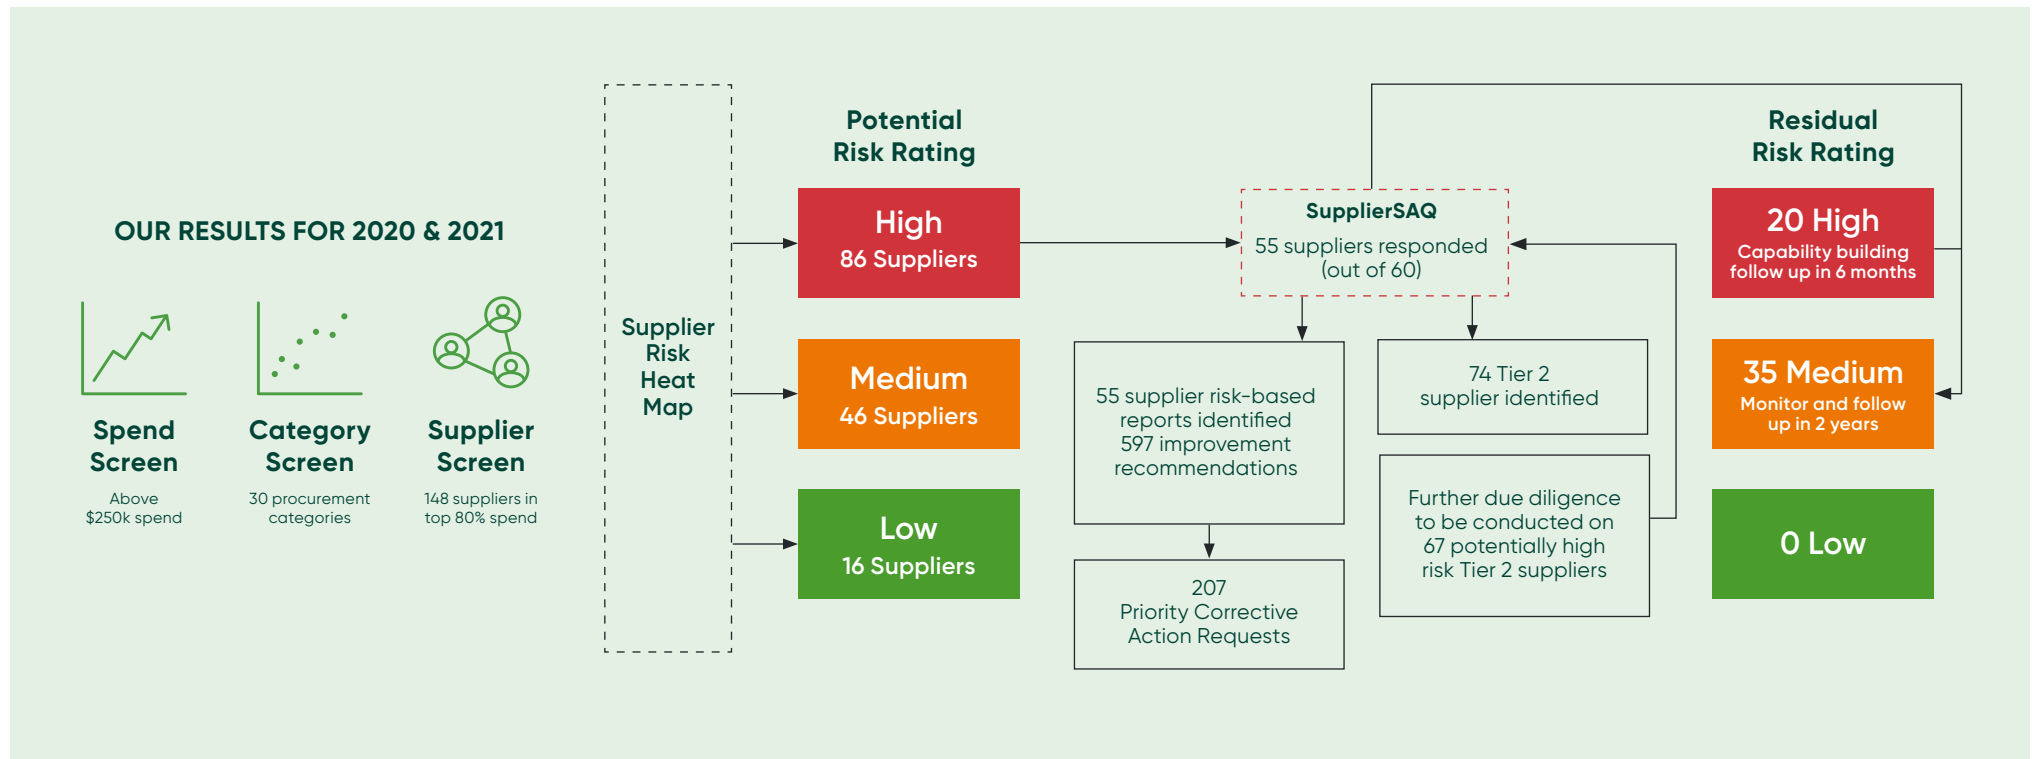 OUR RESULTS FOR 2020 & 2021
Spend
Screen
Above
$250k spend
Category
Screen
30 procurement
categories
Supplier
Screen
148 suppliers in
top 80% spend
Supplier
Risk
Heat
Map
Potential
Risk Rating
High
86 Suppliers
Medium
46 Suppliers
Low
16 Suppliers
SupplierSAQ
55 suppliers responded
(out of 60)
55 supplier risk-based
reports identified
597 improvement
recommendations
207
Priority Corrective
Action Requests
74 Tier 2
supplier identified
Further due diligence
to be conducted on
67 potentially high
risk Tier 2 suppliers
Residual
Risk Rating
20 High
Capability building
follow up in 6 months
35 Medium
Monitor and follow
up in 2 years
0 Low